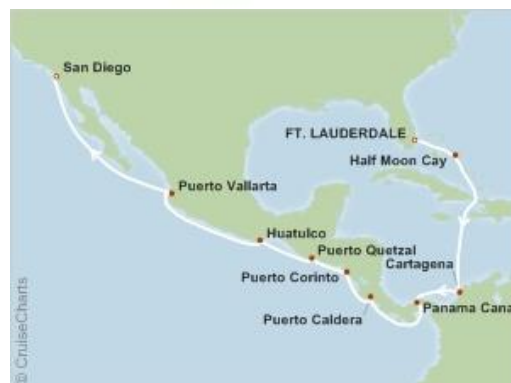 San Diego
FT. LAUDERDALE
Half Moon Cay
Puerto Vallarta
Huatulco
Puerto Quetzal
Cartagena
Puerto Corinto
Panama Cana
Puerto Caldera
© CruiseCharts